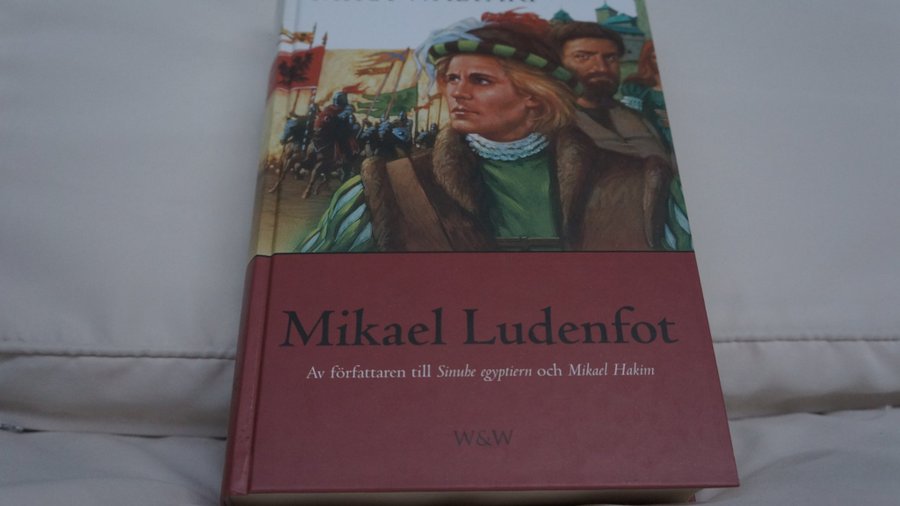 Mikael Ludenfot
Av författaren till Sinuhe egyptiern och Mikael Hakim
W&W